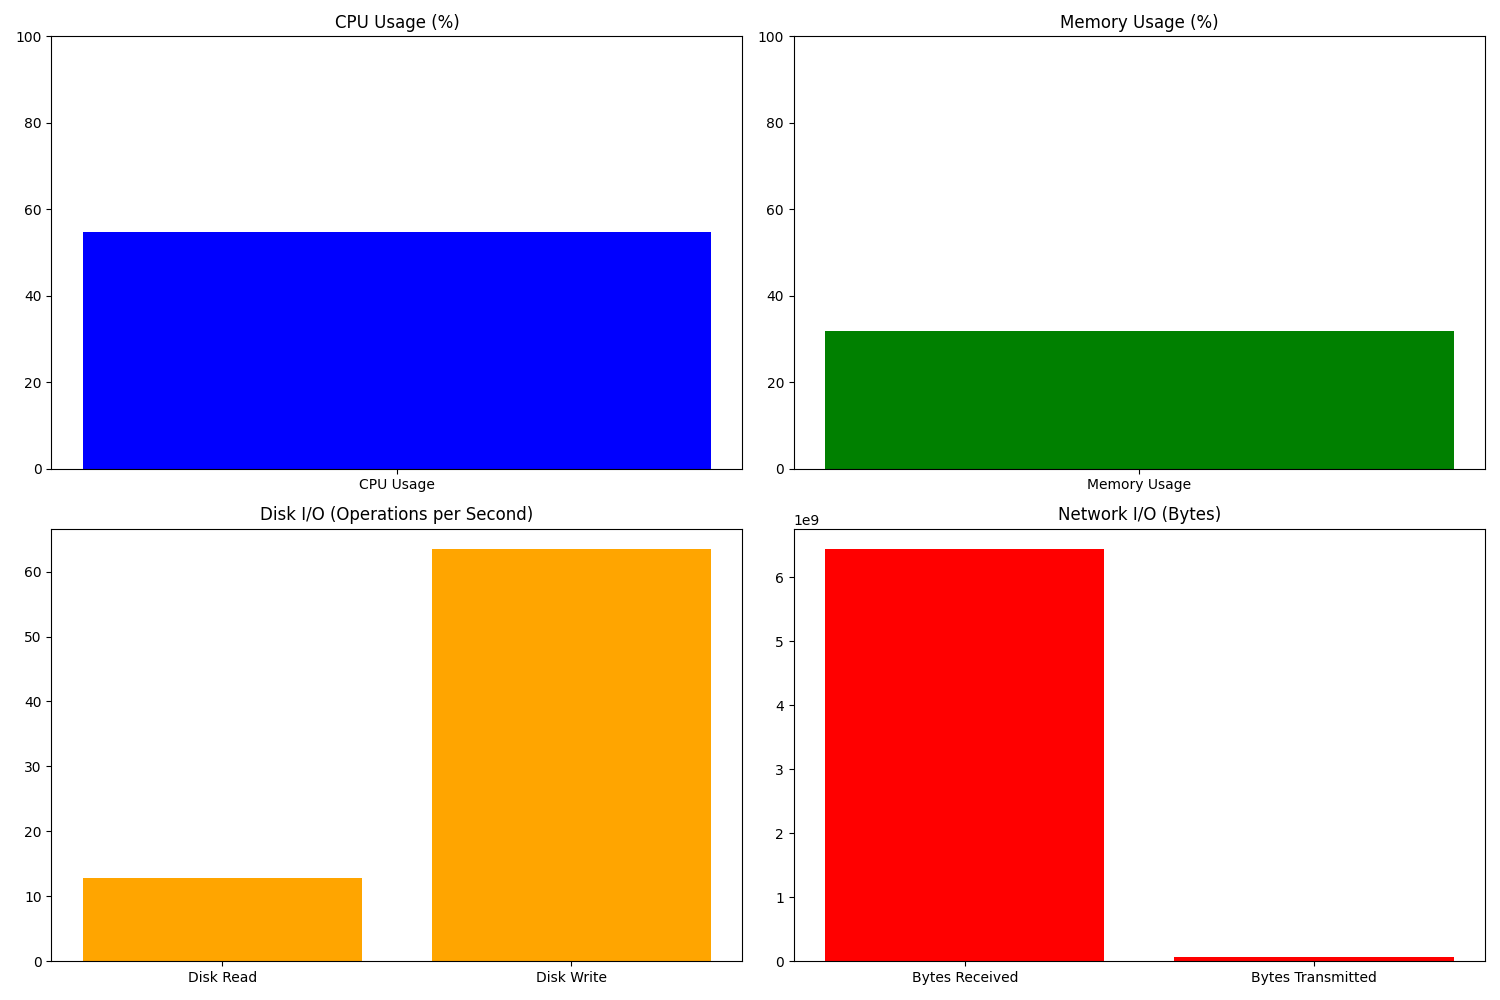 CPU Usage (%)
100
80
60
40
20
0
CPU Usage
Memory Usage (%)
100
80
60
40
20
0
Memory Usage
Disk I/O (Operations per Second)
60
50
40
30
20
10
0
Disk Read Disk Write
Network I/O (Bytes)
1e9
6
5
4
3
2
1
0
Bytes Received Bytes Transmitted